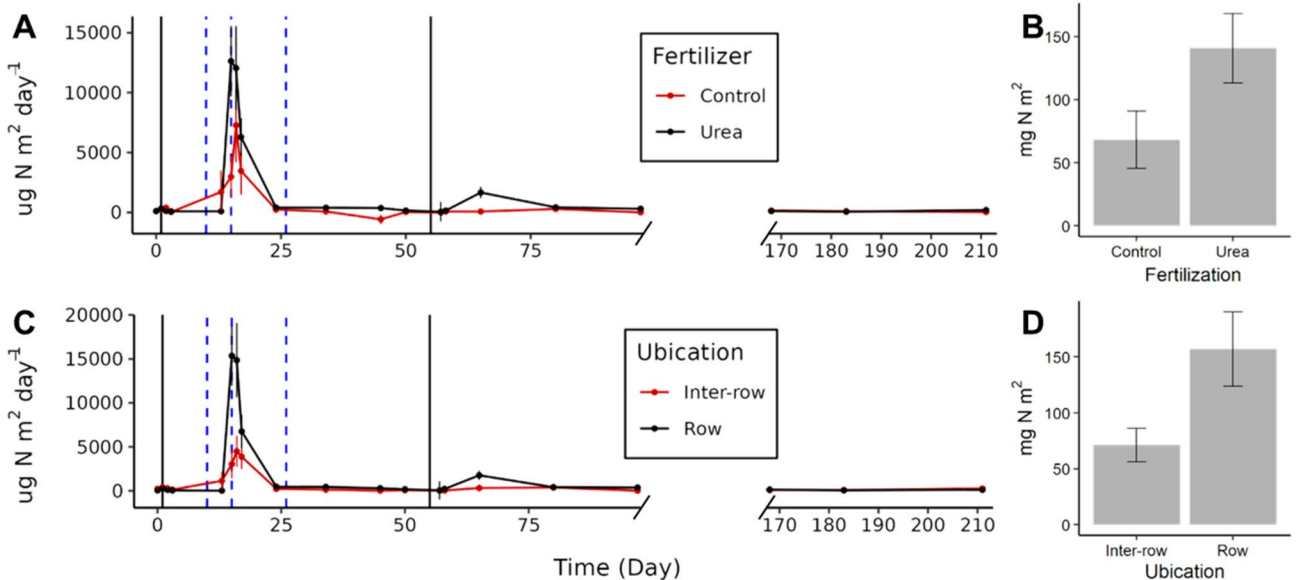 A
ug N m² day⁻¹
15000
10000
5000
0
0 25 50 75 170 180 190 200 210
Fertilizer
Control
Urea
B
mg N m²
150
100
50
0
Control Urea
Fertilization
C
ug N m² day⁻¹
20000
15000
10000
5000
0
0 25 50 75 170 180 190 200 210
Ubication
Inter-row
Row
Time (Day)
D
mg N m²
150
100
50
0
Inter-row Row
Ubication